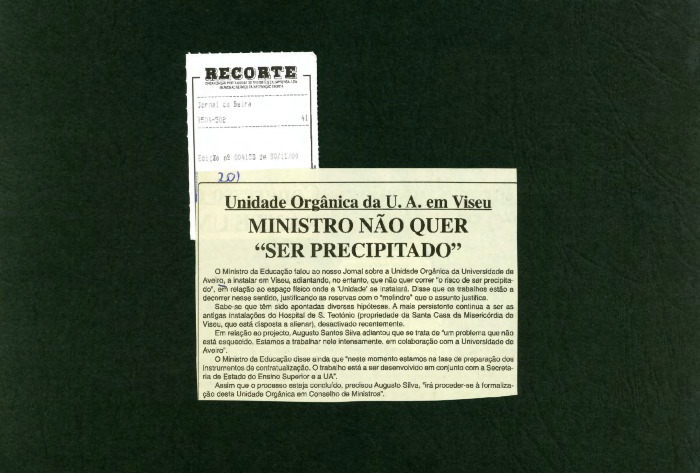 RECORTE
Jornal da Beira
41
Edição nº
de 30/11/00
201
Unidade Orgânica da U. A. em Viseu
MINISTRO NÃO QUER
“SER PRECIPITADO”
O Ministro da Educação falou ao nosso Jornal sobre a Unidade Orgânica da Universidade de
Aveiro, a instalar em Viseu, adiantando, no entanto, que não quer correr "o risco de ser precipita-
do", em relação ao espaço físico onde a 'Unidade' se instalará. Disse que os trabalhos estão a
decorrer nesse sentido, justificando as reservas com o "melindre" que o assunto justifica.
Sabe-se que têm sido apontadas diversas hipóteses. A mais persistente continua a ser as
antigas instalações do Hospital de S. Teotónio (propriedade da Santa Casa da Misericórdia de
Viseu, que está disposta a alienar), desactivado recentemente.
Em relação ao projecto, Augusto Santos Silva adiantou que se trata de "um problema que não
está esquecido. Estamos a trabalhar nele intensamente, em colaboração com a Universidade de
Aveiro".
O Ministro da Educação disse ainda que "neste momento estamos na fase de preparação dos
instrumentos de contratualização. O trabalho está a ser desenvolvido em conjunto com a Secreta-
ria de Estado do Ensino Superior e a UA".
Assim que o processo esteja concluído, precisou Augusto Silva, "irá proceder-se à formaliza-
ção desta Unidade Orgânica em Conselho de Ministros".